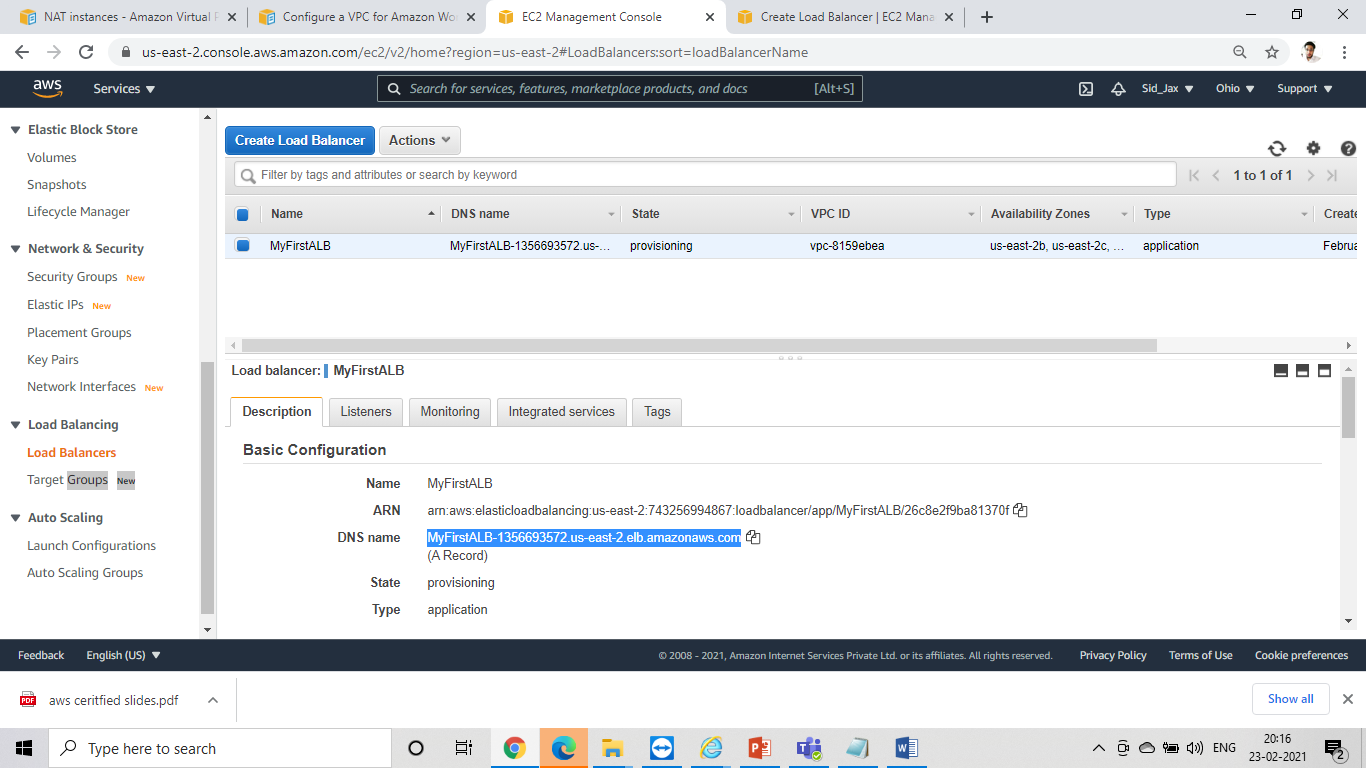 NAT instances - Amazon Virtual P
Configure a VPC for Amazon Wo
EC2 Management Console
Create Load Balancer | EC2 Mana
us-east-2.console.aws.amazon.com/ec2/v2/home?region=us-east-2#LoadBalancers:sort=loadBalancerName
aws
Services
Search for services, features, marketplace products, and docs
[Alt+S]
Sid_Jax
Ohio
Support
Elastic Block Store
Volumes
Snapshots
Lifecycle Manager
Network & Security
Security Groups New
Elastic IPs New
Placement Groups
Key Pairs
Network Interfaces New
Load Balancing
Load Balancers
Target Groups New
Auto Scaling
Launch Configurations
Auto Scaling Groups
Create Load Balancer
Actions
Filter by tags and attributes or search by keyword
1 to 1 of 1
Name DNS name State VPC ID Availability Zones Type Create
MyFirstALB MyFirstALB-1356693572.us-... provisioning vpc-8159ebea us-east-2b, us-east-2c, ... application Februa
Load balancer: MyFirstALB
Description Listeners Monitoring Integrated services Tags
Basic Configuration
Name MyFirstALB
ARN arn:aws:elasticloadbalancing:us-east-2:743256994867:loadbalancer/app/MyFirstALB/26c8e2f9ba81370f
DNS name MyFirstALB-1356693572.us-east-2.elb.amazonaws.com
(A Record)
State provisioning
Type application
Feedback English (US)
© 2008 - 2021, Amazon Internet Services Private Ltd. or its affiliates. All rights reserved. Privacy Policy Terms of Use Cookie preferences
PDF
aws ceritfied slides.pdf
Show all
Type here to search
ENG
20:16
23-02-2021
2